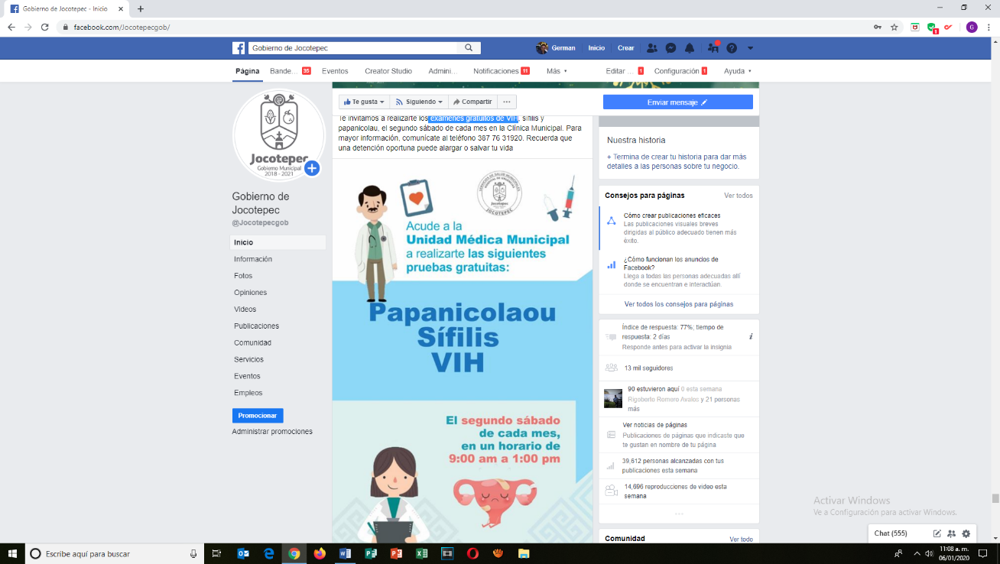 Gobierno de Jocotepec - Inicio
facebook.com/Jocotepecgob/
G
Gobierno de Jocotepec
German
Inicio
Crear
Página
Bande... 35
Eventos
Creator Studio
Admini...
Notificaciones 11
Más
Editar ... 1
Configuración 1
Ayuda
Jocotepec
Gobierno Municipal
2018 - 2021
Gobierno de
Jocotepec
@Jocotepecgob
Inicio
Información
Fotos
Opiniones
Videos
Publicaciones
Comunidad
Servicios
Eventos
Empleos
Promocionar
Administrar promociones
Te gusta
Siguiendo
Compartir
...
Enviar mensaje
Te invitamos a realizarte los exámenes gratuitos de VIH, sífilis y
papanicolau, el segundo sábado de cada mes en la Clínica Municipal. Para
mayor información, comunícate al teléfono 387 76 31920. Recuerda que
una detención oportuna puede alargar o salvar tu vida
Jocotepec
JOCOTEPEC
Acude a la
Unidad Médica Municipal
a realizarte las siguientes
pruebas gratuitas:
Papanicolaou
Sífilis
VIH
El segundo sábado
de cada mes,
en un horario de
9:00 am a 1:00 pm
Nuestra historia
+ Termina de crear tu historia para dar más
detalles a las personas sobre tu negocio.
Consejos para páginas
Ver todos
Cómo crear publicaciones eficaces
Las publicaciones visuales breves
dirigidas al público adecuado tienen más
éxito.
¿Cómo funcionan los anuncios de
Facebook?
Llega a todas las personas adecuadas allí
donde se encuentran e interactúan.
Ver todos los consejos para páginas
Índice de respuesta: 77%; tiempo de
respuesta: 2 días
Responde antes para activar la insignia
13 mil seguidores
90 estuvieron aquí 0 esta semana
Rigoberto Romero Avalos y 21 personas
más
Ver noticias de páginas
Publicaciones de páginas que indicaste que
te gustan en nombre de tu página
39,612 personas alcanzadas con tus
publicaciones esta semana
14,696 reproducciones de video esta
semana
...
Comunidad
Ver todo
Activar Windows
Ve a Configuración para activar Windows.
Chat (555)
Escribe aquí para buscar
11:08 a. m.
06/01/2020